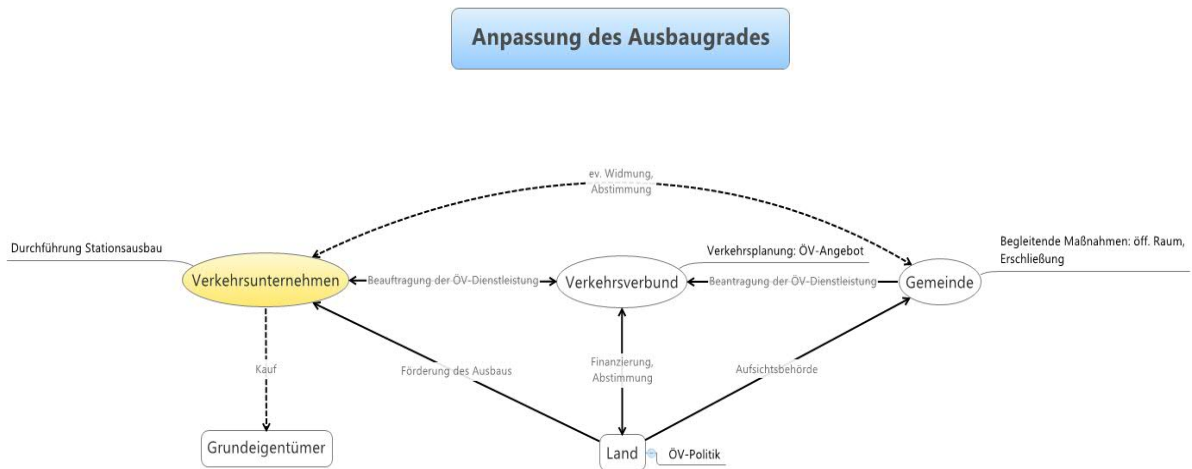 Anpassung des Ausbaugrades
ev. Widmung,
Abstimmung
Durchführung Stationsausbau
Verkehrsplanung: ÖV-Angebot
Begleitende Maßnahmen: öff. Raum,
Erschließung
Verkehrsunternehmen
Beauftragung der ÖV-Dienstleistung
Verkehrsverbund
Beantragung der ÖV-Dienstleistung
Gemeinde
Kauf
Förderung des Ausbaus
Finanzierung,
Abstimmung
Aufsichtsbehörde
Grundeigentümer
Land
ÖV-Politik